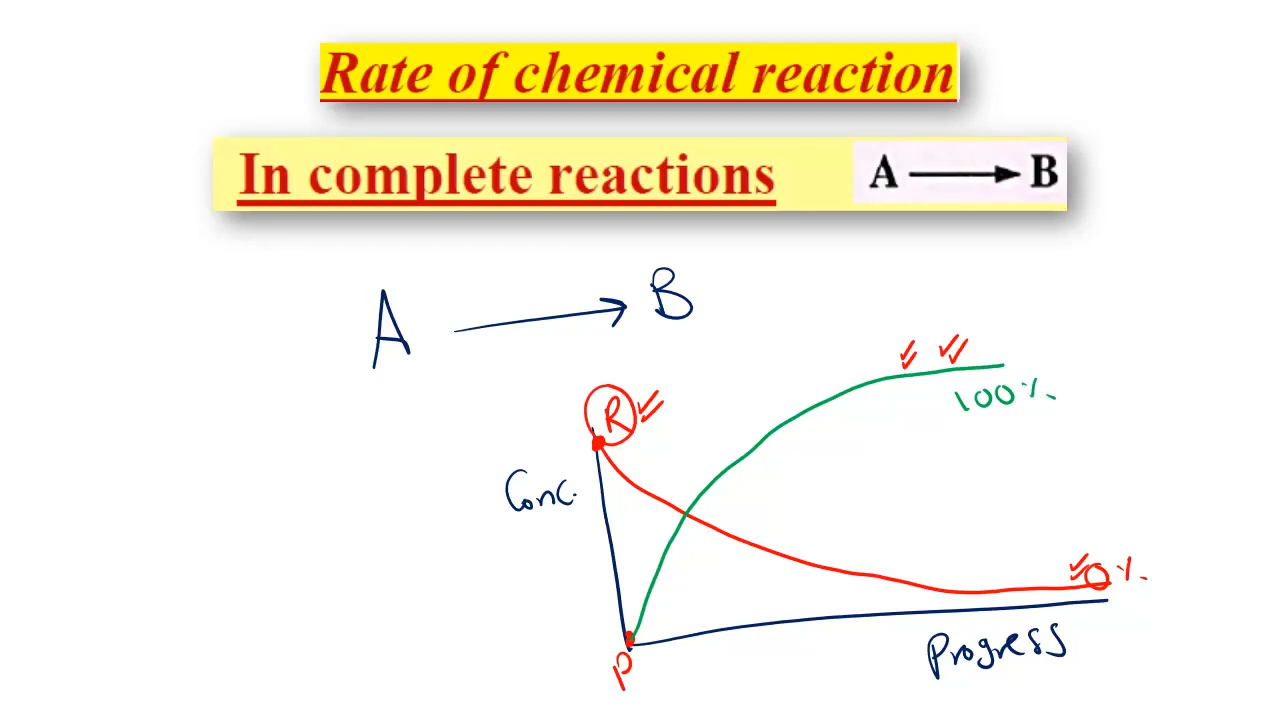 Rate of chemical reaction
In complete reactions A → B
A → B
R
100%
Conc.
0%
P
Progress